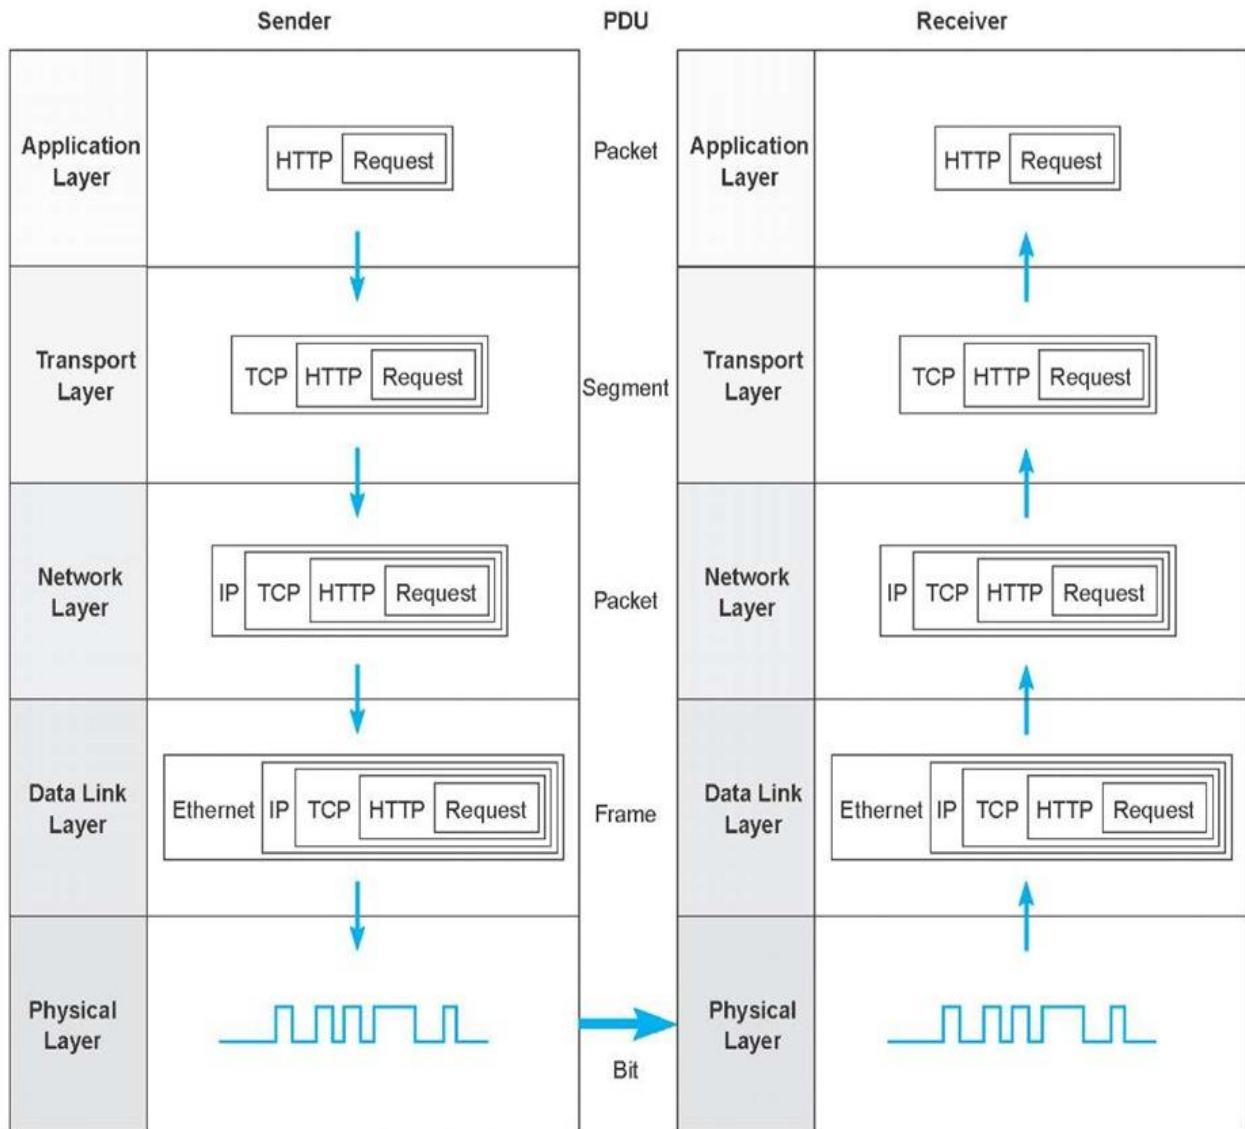 Sender PDU Receiver
Application Layer HTTP Request Packet Application Layer HTTP Request
Transport Layer TCP HTTP Request Segment Transport Layer TCP HTTP Request
Network Layer IP TCP HTTP Request Packet Network Layer IP TCP HTTP Request
Data Link Layer Ethernet IP TCP HTTP Request Frame Data Link Layer Ethernet IP TCP HTTP Request
Physical Layer Bit Physical Layer